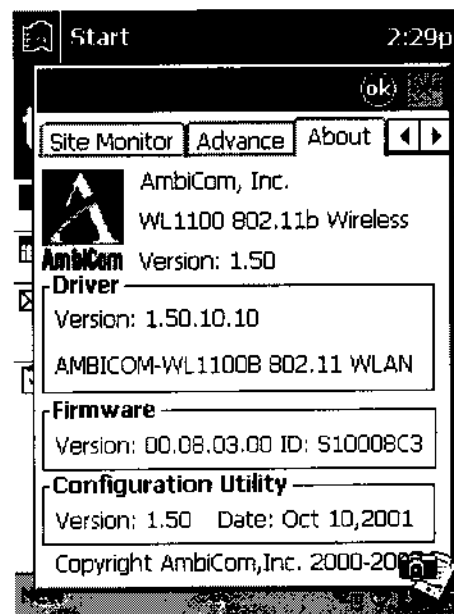 Start 2:29p
ok
Site Monitor Advance About
AmbiCom, Inc.
WL1100 802.11b Wireless
AmbiCom Version: 1.50
Driver
Version: 1.50.10.10
AMBICOM-WL1100B 802.11 WLAN
Firmware
Version: 00.08.03.00 ID: S10008C3
Configuration Utility
Version: 1.50 Date: Oct 10,2001
Copyright AmbiCom,Inc. 2000-20